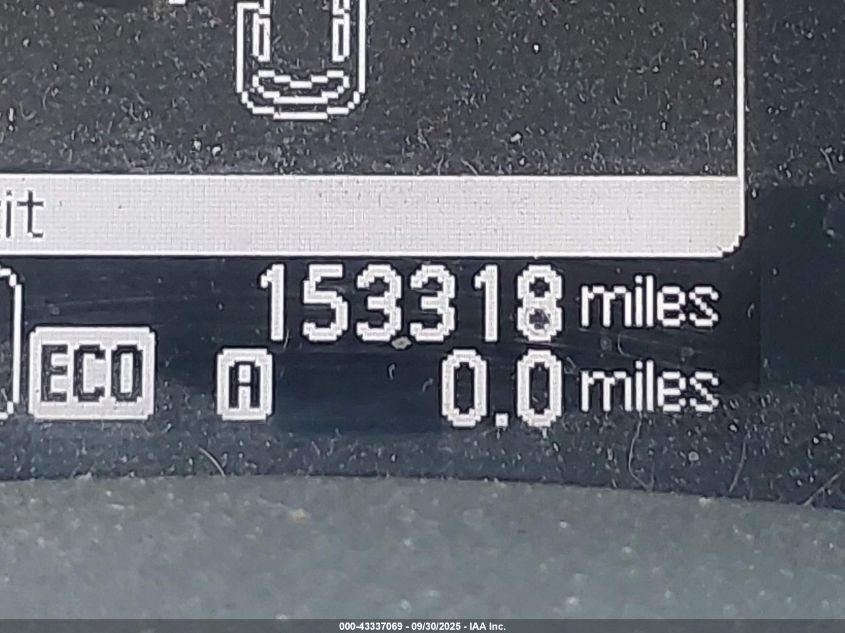 it
153318 miles
ECO A 0.0 miles
000-43337069 - 09/30/2025 - IAA Inc.